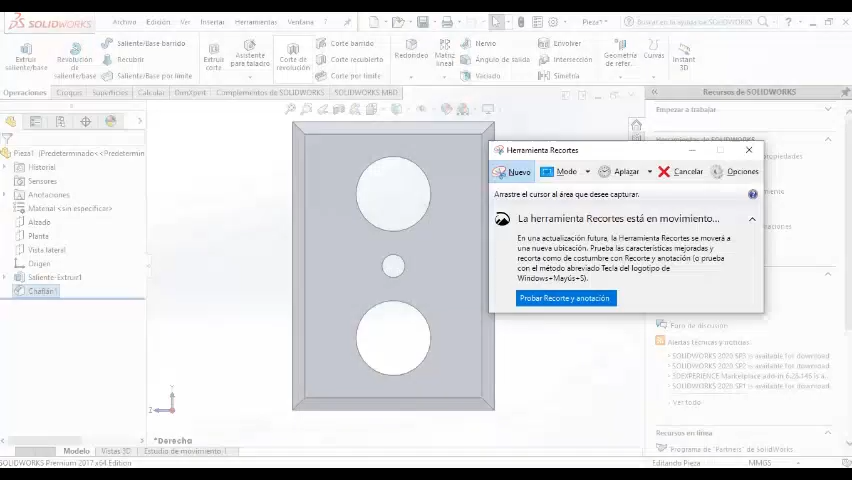 SOLIDWORKS
Archivo Edición Ver Insertar Herramientas Ventana ?
Pieza1 *
Buscar en la ayuda de SOLIDWORKS
Extruir saliente/base
Revolución de saliente/base
Saliente/Base barrido
Recubrir
Saliente/Base por límite
Extruir corte
Asistente para taladro
Corte de revolución
Corte barrido
Corte recubierto
Corte por límite
Redondeo
Matriz lineal
Nervio
Ángulo de salida
Vaciado
Envolver
Intersección
Simetría
Geometría de refer...
Curvas
Instant 3D
Operaciones Croquis Superficies Calcular DimXpert Complementos de SOLIDWORKS SOLIDWORKS MBD
Recursos de SOLIDWORKS
Empezar a trabajar
Pieza1 (Predeterminado<<Predetermin
Historial
Sensores
Anotaciones
Material <sin especificar>
Alzado
Planta
Vista lateral
Origen
Saliente-Extruir1
Chaflán1
Herramienta Recortes
Nuevo Modo Aplazar Cancelar Opciones
Arrastre el cursor al área que desee capturar.
La herramienta Recortes está en movimiento...
En una actualización futura, la Herramienta Recortes se moverá a
una nueva ubicación. Prueba las características mejoradas y
recorta como de costumbre con Recorte y anotación (o prueba
con el método abreviado Tecla del logotipo de
Windows+Mayús+S).
Probar Recorte y anotación
Foro de discusión
Alertas técnicas y noticias
SOLIDWORKS 2020 SP0 is available for download
SOLIDWORKS 2020 SP2 is available for download
SOLIDWORKS 2020 SP1 is available for download
Ver todo
Recursos en línea
Programa de "Partners" de SolidWorks
Y
Z
*Derecha
Modelo Vistas 3D Estudio de movimiento 1
SOLIDWORKS Premium 2017 x64 Edition
Editando Pieza MMGS